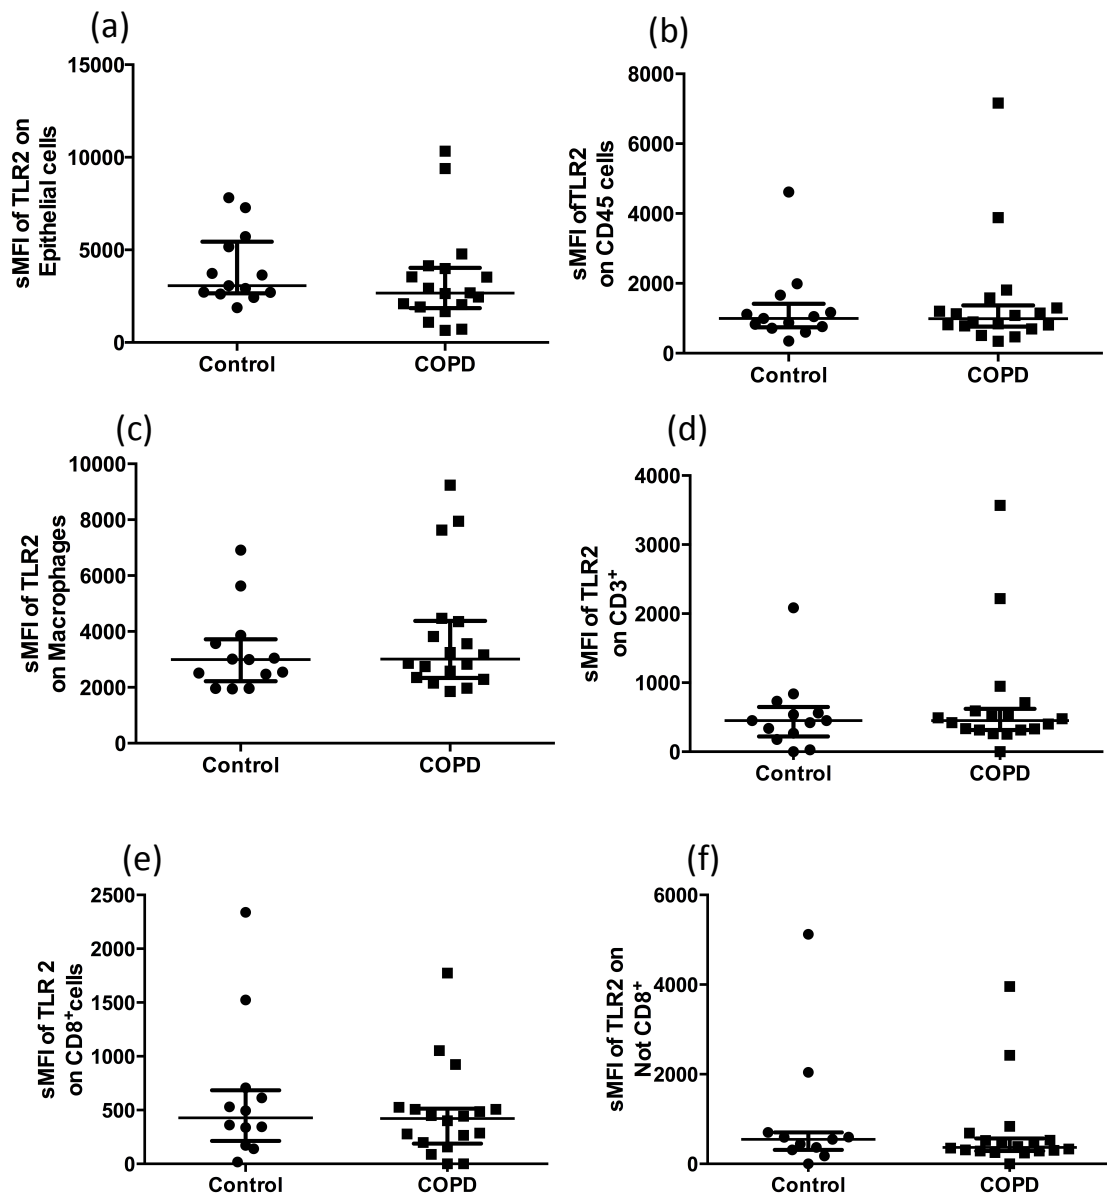 (a)
sMFI of TLR2 on
Epithelial cells
15000
10000
5000
0
Control
COPD
(b)
sMFI ofTLR2
on CD45 cells
8000
6000
4000
2000
0
Control
COPD
(c)
sMFI of TLR2
on Macrophages
10000
8000
6000
4000
2000
0
Control
COPD
(d)
sMFI of TLR2
on CD3⁺
4000
3000
2000
1000
0
Control
COPD
(e)
sMFI of TLR 2
on CD8⁺cells
2500
2000
1500
1000
500
0
Control
COPD
(f)
sMFI of TLR2 on
Not CD8⁺
6000
4000
2000
0
Control
COPD